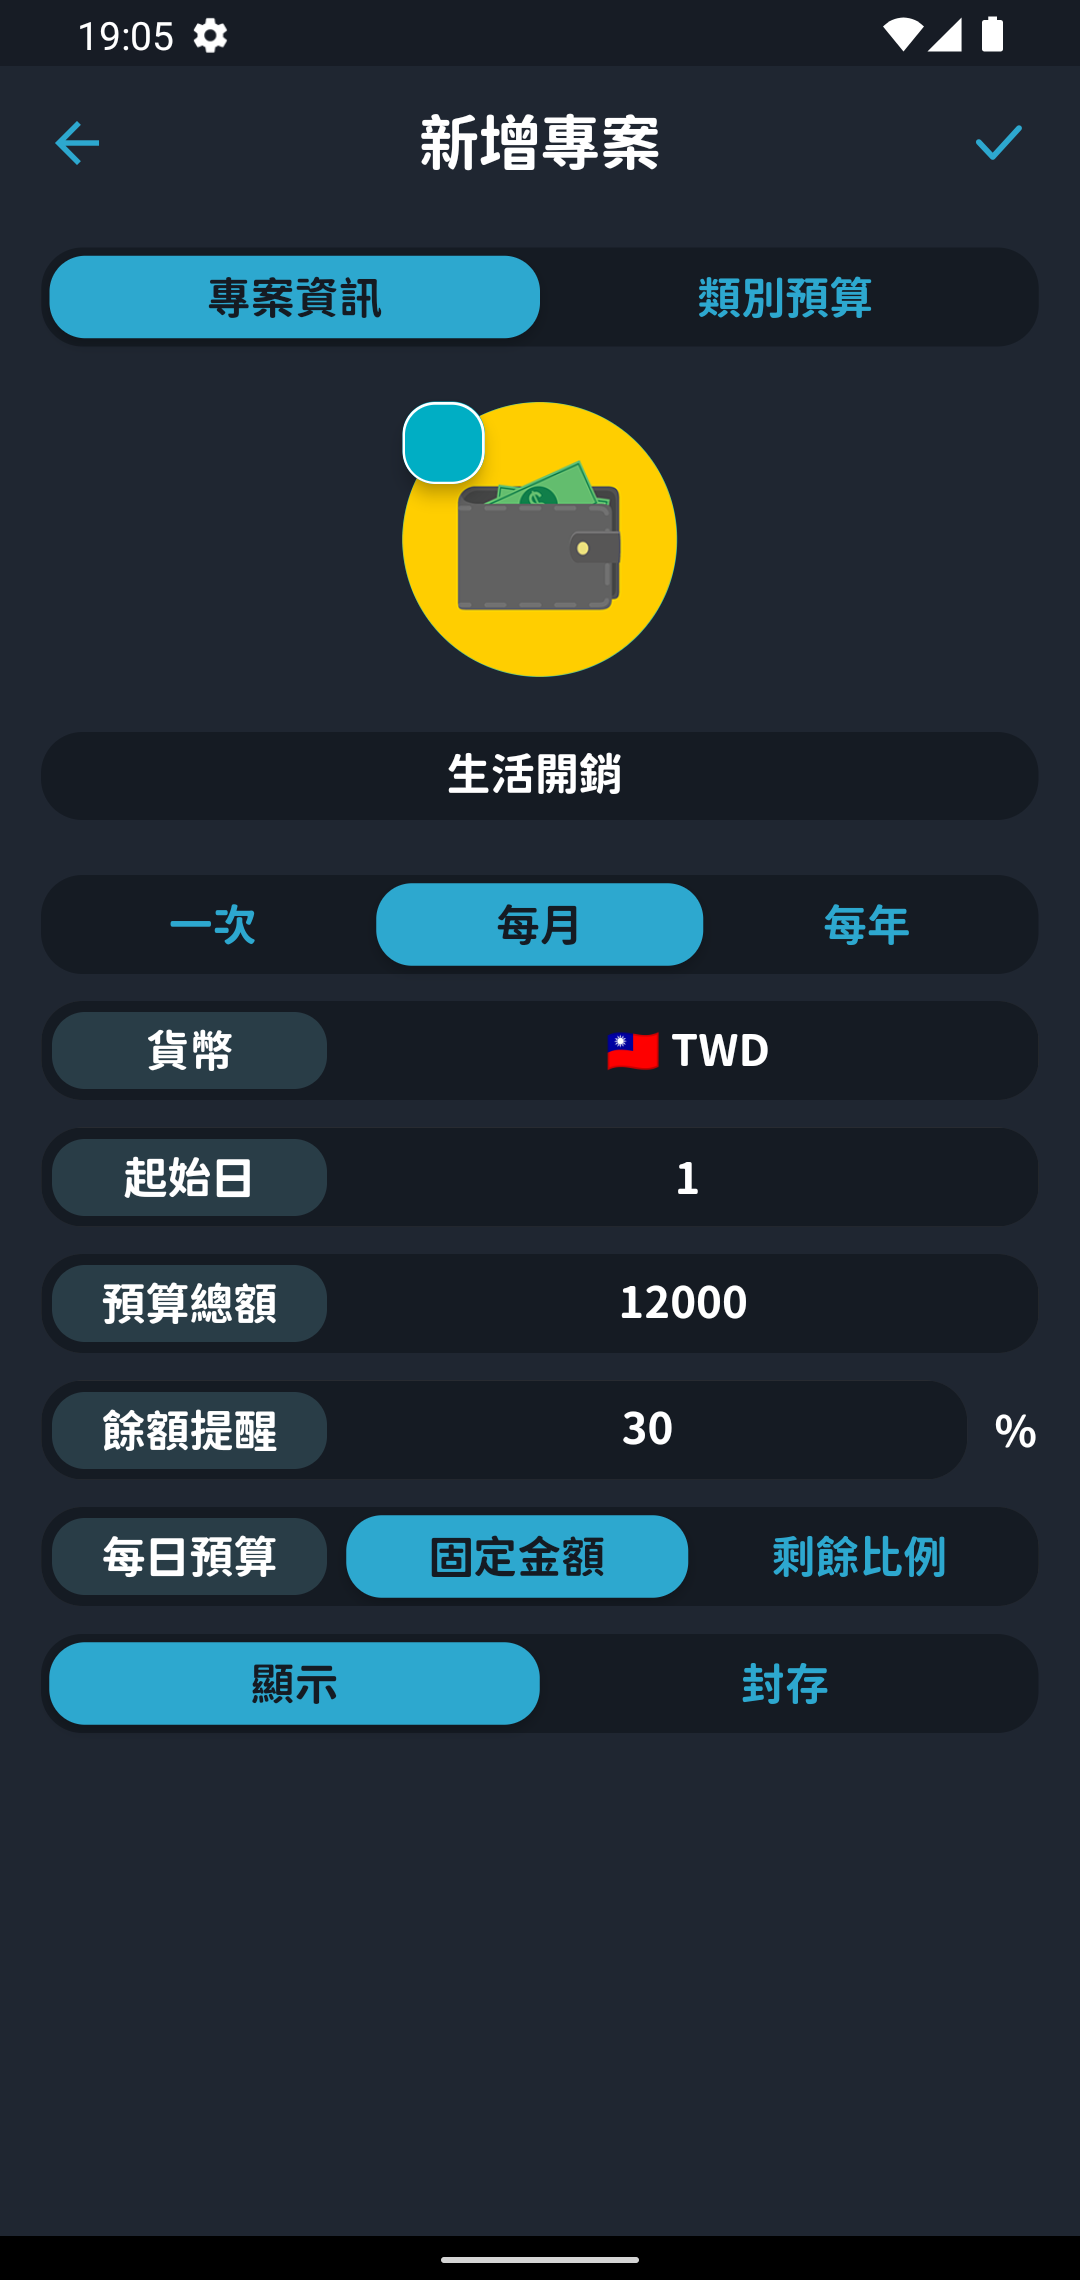 19:05
新增專案
專案資訊 類別預算
生活開銷
一次 每月 每年
貨幣 🇹🇼 TWD
起始日 1
預算總額 12000
餘額提醒 30 %
每日預算 固定金額 剩餘比例
顯示 封存